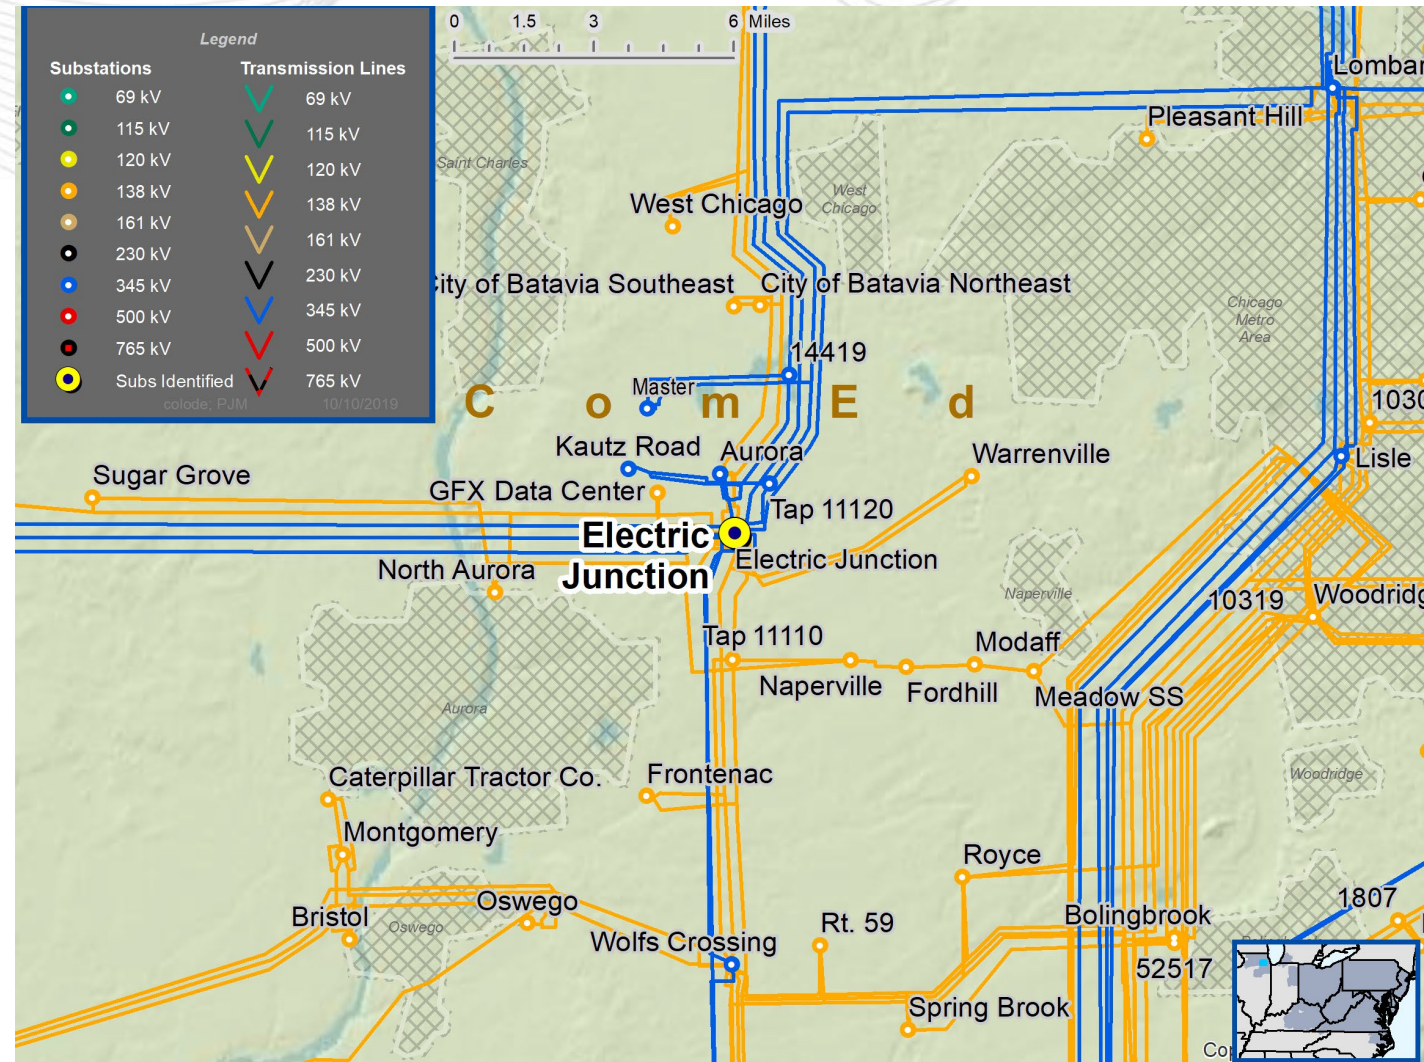 Legend
Substations
Transmission Lines
69 kV
69 kV
115 kV
115 kV
120 kV
120 kV
138 kV
138 kV
161 kV
161 kV
230 kV
230 kV
345 kV
345 kV
500 kV
500 kV
765 kV
765 kV
Subs Identified
colode; PJM
10/10/2019
0 1.5 3 6 Miles
Lombar
Pleasant Hill
Saint Charles
West
Chicago
West Chicago
City of Batavia Southeast
City of Batavia Northeast
Chicago
Metro
Area
14419
Master
C o m E d
1030
Kautz Road
Aurora
Warrenville
Lisle
Sugar Grove
GFX Data Center
Tap 11120
Electric
Junction
Electric Junction
North Aurora
Naperville
10319
Woodridg
Tap 11110
Modaff
Naperville
Fordhill
Meadow SS
Aurora
Caterpillar Tractor Co.
Frontenac
Woodridge
Montgomery
Royce
Bristol
Oswego
Oswego
Wolfs Crossing
Rt. 59
Bolingbrook
1807
52517
Spring Brook
Co